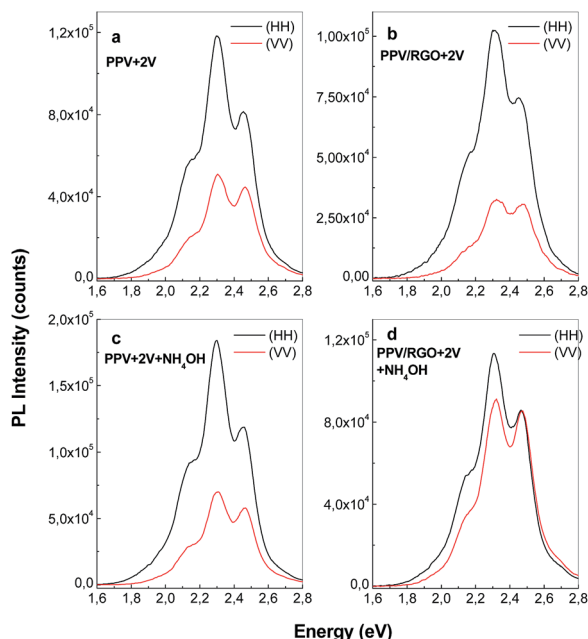 PL Intensity (counts)
a
PPV+2V
(HH)
(VV)
1,2x10⁵
8,0x10⁴
4,0x10⁴
0,0
1,6 1,8 2,0 2,2 2,4 2,6 2,8
b
PPV/RGO+2V
(HH)
(VV)
1,00x10⁵
7,50x10⁴
5,00x10⁴
2,50x10⁴
0,00
1,6 1,8 2,0 2,2 2,4 2,6 2,8
c
PPV+2V+NH₄OH
(HH)
(VV)
2,0x10⁵
1,5x10⁵
1,0x10⁵
5,0x10⁴
0,0
1,6 1,8 2,0 2,2 2,4 2,6 2,8
d
PPV/RGO+2V
+NH₄OH
(HH)
(VV)
1,2x10⁵
8,0x10⁴
4,0x10⁴
0,0
1,6 1,8 2,0 2,2 2,4 2,6 2,8
Energy (eV)